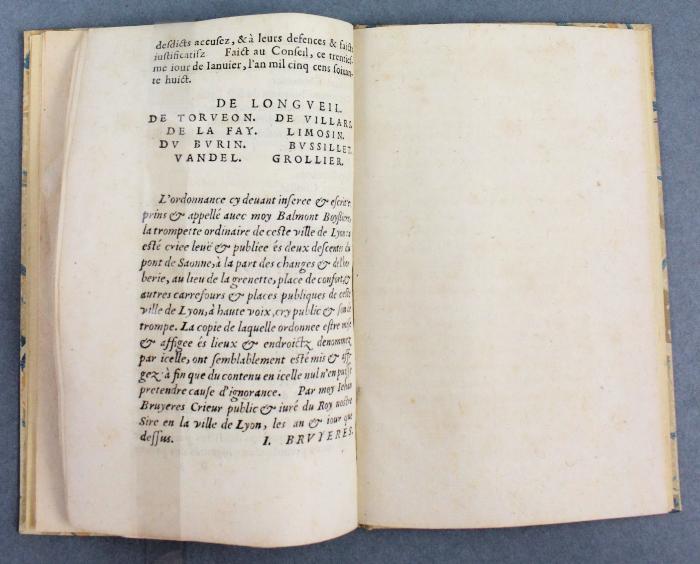 desdicts accusez, & à leurs defences & faicts
iustificatifz Faict au Conseil, ce trenties-
me iour de Ianuier, l'an mil cinq cens soixan-
te huict.
DE LONGVEIL.
DE TORVEON. DE VILLARS.
DE LA FAY. LIMOSIN.
DV BVRIN. BVSSILLET.
VANDEL. GROLLIER.
L'ordonnance cy deuant inseree & escrite,
prins & appellé auec moy Balmont Boyssiere,
la trompette ordinaire de ceste ville de Lyon a
esté criee leuë & publiee és deux descentes du
pont de Saonne, à la part des changes & de l'her
berie, au lieu de la grenette, place de confort, &
autres carrefours & places publiques de ceste
ville de Lyon, à haute voix, cry public & son de
trompe. La copie de laquelle ordonnee estre mise
& affigee és lieux & endroictz denommez
par icelle, ont semblablement esté mis & affi-
gez à fin que du contenu en icelle nul n'en puisse
pretendre cause d'ignorance. Par moy Iehan
Bruyeres Crieur public & iuré du Roy nostre
Sire en la ville de Lyon, les an & iour que
dessus. I. BRVYERES.